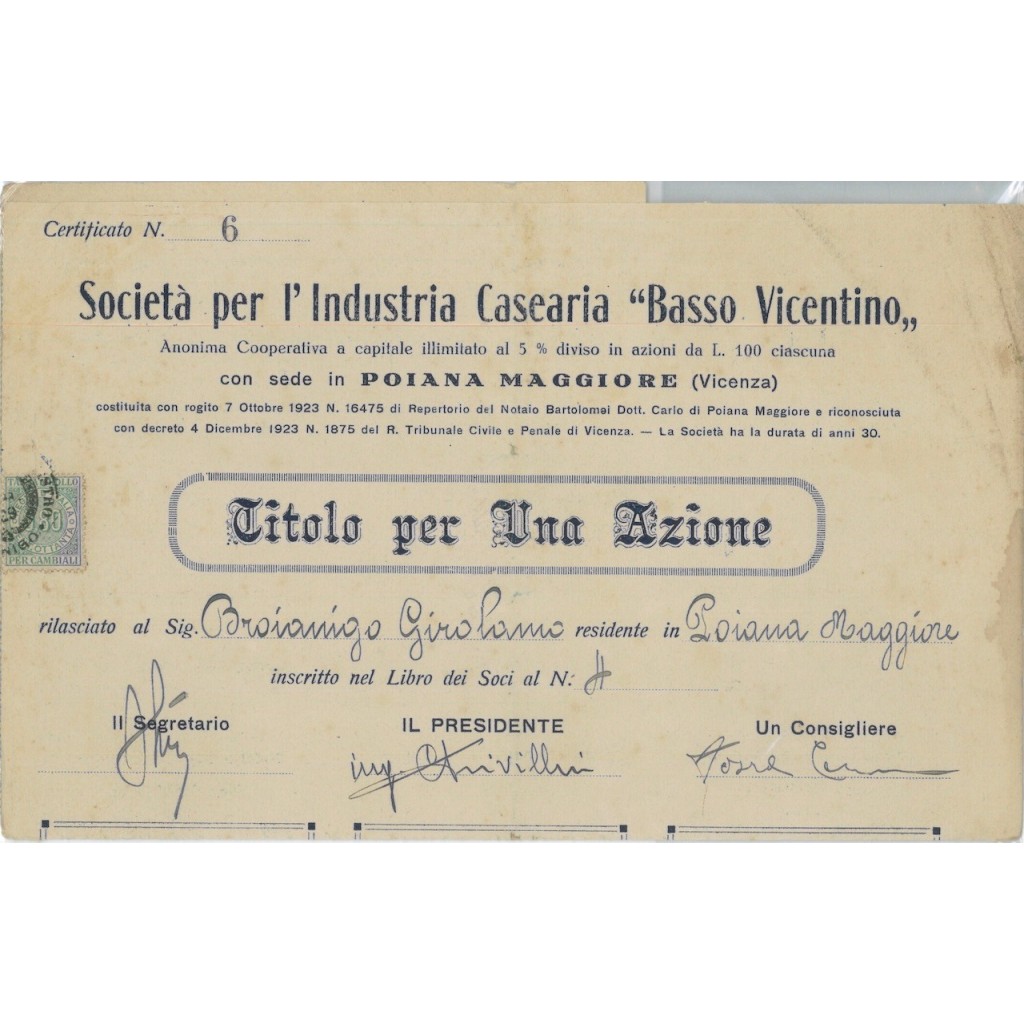 Certificato N. 6
Società per l'Industria Casearia “Basso Vicentino„
Anonima Cooperativa a capitale illimitato al 5 % diviso in azioni da L. 100 ciascuna
con sede in POIANA MAGGIORE (Vicenza)
costituita con rogito 7 Ottobre 1923 N. 16475 di Repertorio del Notaio Bartolomei Dott. Carlo di Poiana Maggiore e riconosciuta
con decreto 4 Dicembre 1923 N. 1875 del R. Tribunale Civile e Penale di Vicenza. — La Società ha la durata di anni 30.
PER CAMBIALI
Titolo per Una Azione
rilasciato al Sig. Broianigo Girolamo residente in Poiana Maggiore
inscritto nel Libro dei Soci al N. 4
Il Segretario IL PRESIDENTE Un Consigliere
ing.